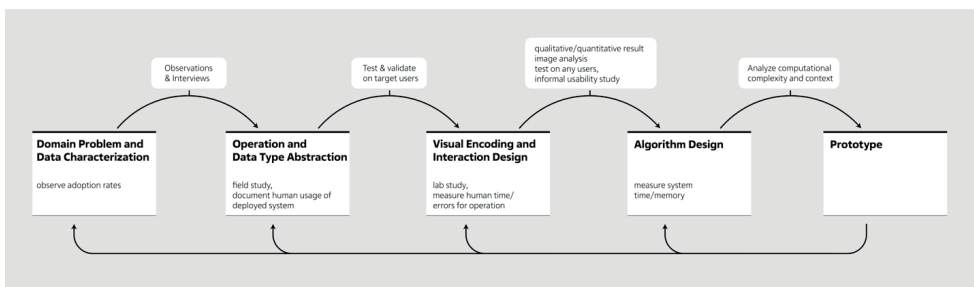 Observations
& Interviews
Test & validate
on target users
qualitative/quantitative result
image analysis
test on any users,
informal usability study
Analyze computational
complexity and context
Domain Problem and
Data Characterization
observe adoption rates
Operation and
Data Type Abstraction
field study,
document human usage of
deployed system
Visual Encoding and
Interaction Design
lab study,
measure human time/
errors for operation
Algorithm Design
measure system
time/memory
Prototype